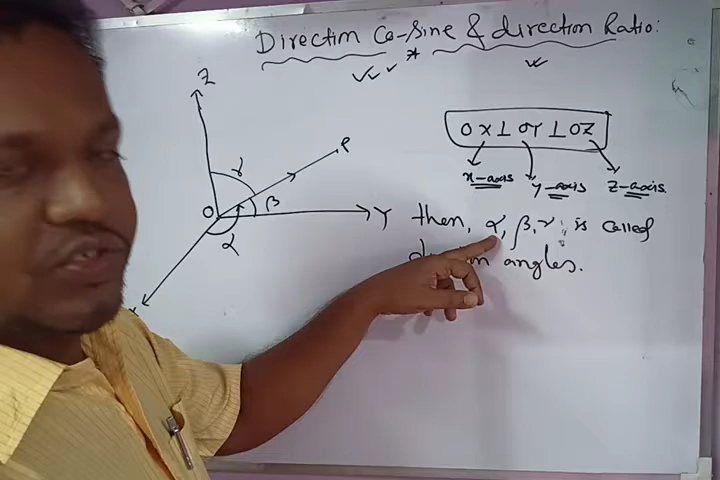 Direction Co-Sine & direction Ratio:
Z
P
γ
OX ⊥ OY ⊥ OZ
x-axis y-axis z-axis.
β
O
Y
α
then, α, β, γ, is called
angles.